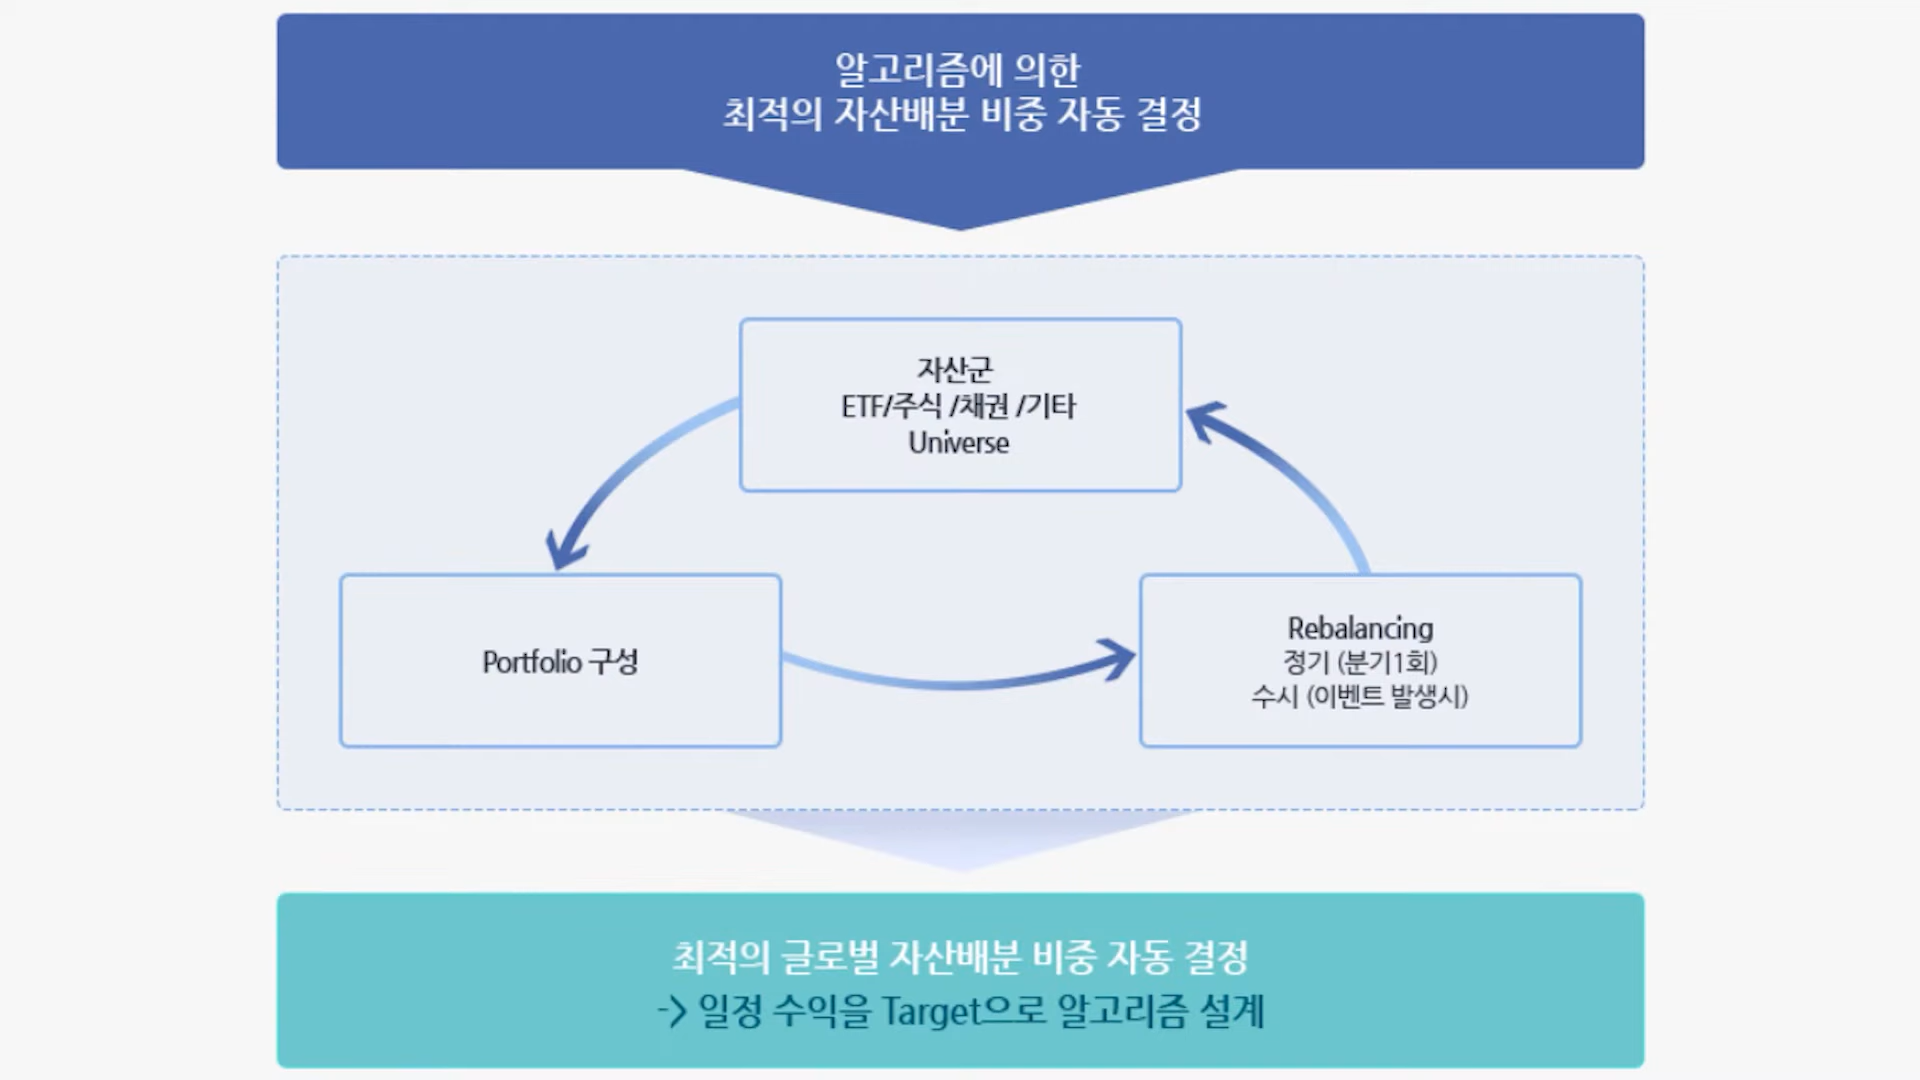 알고리즘에 의한
최적의 자산배분 비중 자동 결정
자산군
ETF/주식 /채권 /기타
Universe
Portfolio 구성
Rebalancing
정기 (분기1회)
수시 (이벤트 발생시)
최적의 글로벌 자산배분 비중 자동 결정
-> 일정 수익을 Target으로 알고리즘 설계